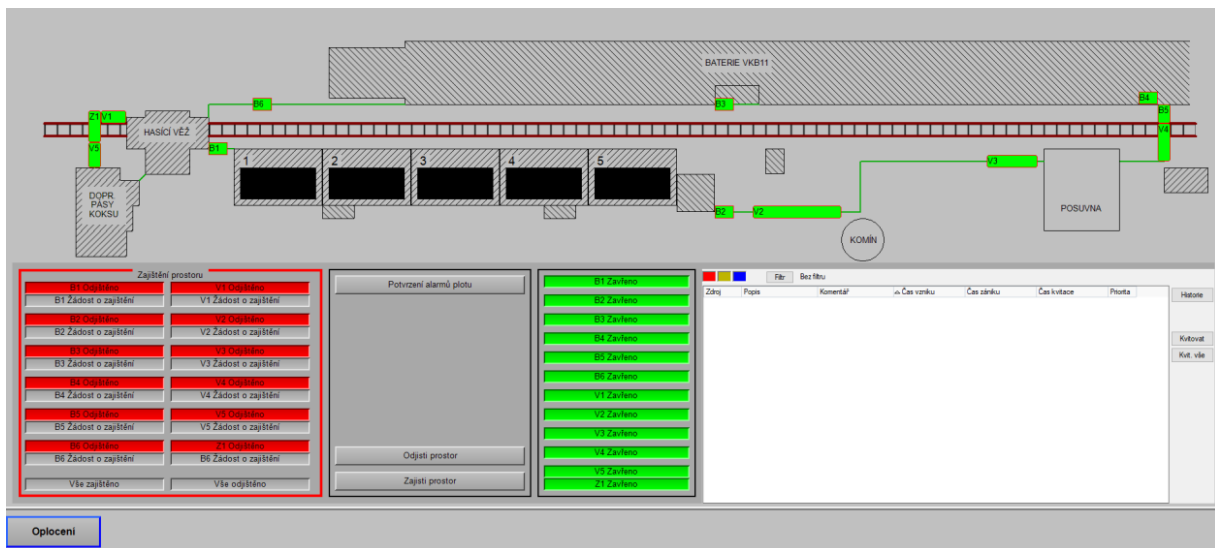 BATERIE VKB11
B6
B3
B4
B5
Z1 V1
HASÍCÍ VĚŽ
V4
V5
B1
1 2 3 4 5
V3
DOPR.
PÁSY
KOKSU
B2
V2
POSUVNA
KOMÍN
Zajištění prostoru
B1 Odjištěno V1 Odjištěno
B1 Žádost o zajištění V1 Žádost o zajištění
B2 Odjištěno V2 Odjištěno
B2 Žádost o zajištění V2 Žádost o zajištění
B3 Odjištěno V3 Odjištěno
B3 Žádost o zajištění V3 Žádost o zajištění
B4 Odjištěno V4 Odjištěno
B4 Žádost o zajištění V4 Žádost o zajištění
B5 Odjištěno V5 Odjištěno
B5 Žádost o zajištění V5 Žádost o zajištění
B6 Odjištěno Z1 Odjištěno
B6 Žádost o zajištění B6 Žádost o zajištění
Vše zajištěno Vše odjištěno
Potvrzení alarmů plotu
Odjisti prostor
Zajisti prostor
B1 Zavřeno
B2 Zavřeno
B3 Zavřeno
B4 Zavřeno
B5 Zavřeno
B6 Zavřeno
V1 Zavřeno
V2 Zavřeno
V3 Zavřeno
V4 Zavřeno
V5 Zavřeno
Z1 Zavřeno
Filtr Bez filtru
Zdroj Popis Komentář Čas vzniku Čas zániku Čas kvitace Priorita
Historie
Kvitovat
Kvit. vše
Oplocení